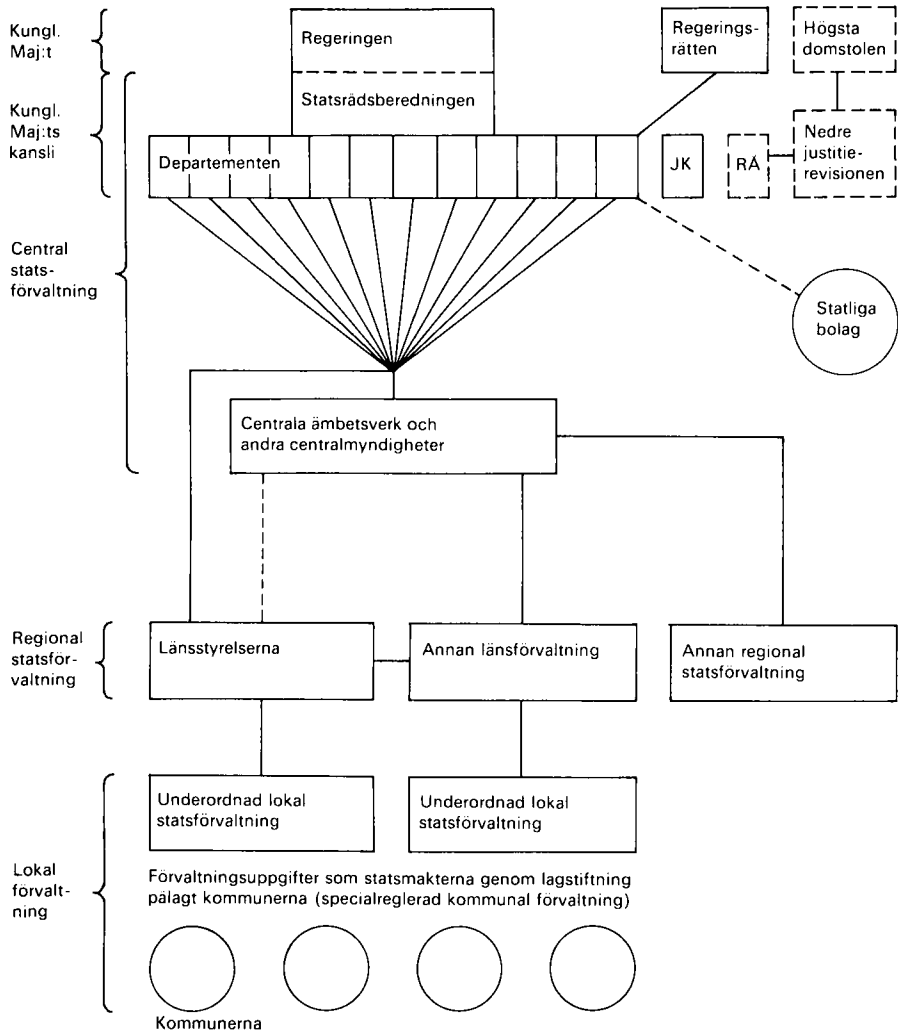 Kungl.
Maj:t
Regeringen
Regerings-
rätten
Högsta
domstolen
Kungl.
Maj:ts
kansli
Statsrådsberedningen
Departementen
JK
RÅ
Nedre
justitie-
revisionen
Central
stats-
förvaltning
Statliga
bolag
Centrala ämbetsverk och
andra centralmyndigheter
Regional
statsför-
valtning
Länsstyrelserna
Annan länsförvaltning
Annan regional
statsförvaltning
Underordnad lokal
statsförvaltning
Underordnad lokal
statsförvaltning
Lokal
förvalt-
ning
Förvaltningsuppgifter som statsmakterna genom lagstiftning
pålagt kommunerna (specialreglerad kommunal förvaltning)
Kommunerna